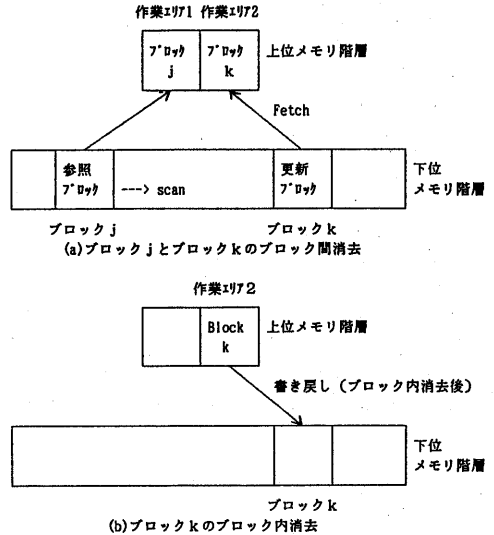 作業エリア1 作業エリア2
ブロック j
ブロック k
上位メモリ階層
Fetch
参照ブロック
---> scan
更新ブロック
下位メモリ階層
ブロックj
ブロックk
(a)ブロックjとブロックkのブロック間消去
作業エリア2
Block k
上位メモリ階層
書き戻し（ブロック内消去後）
下位メモリ階層
ブロックk
(b)ブロックkのブロック内消去